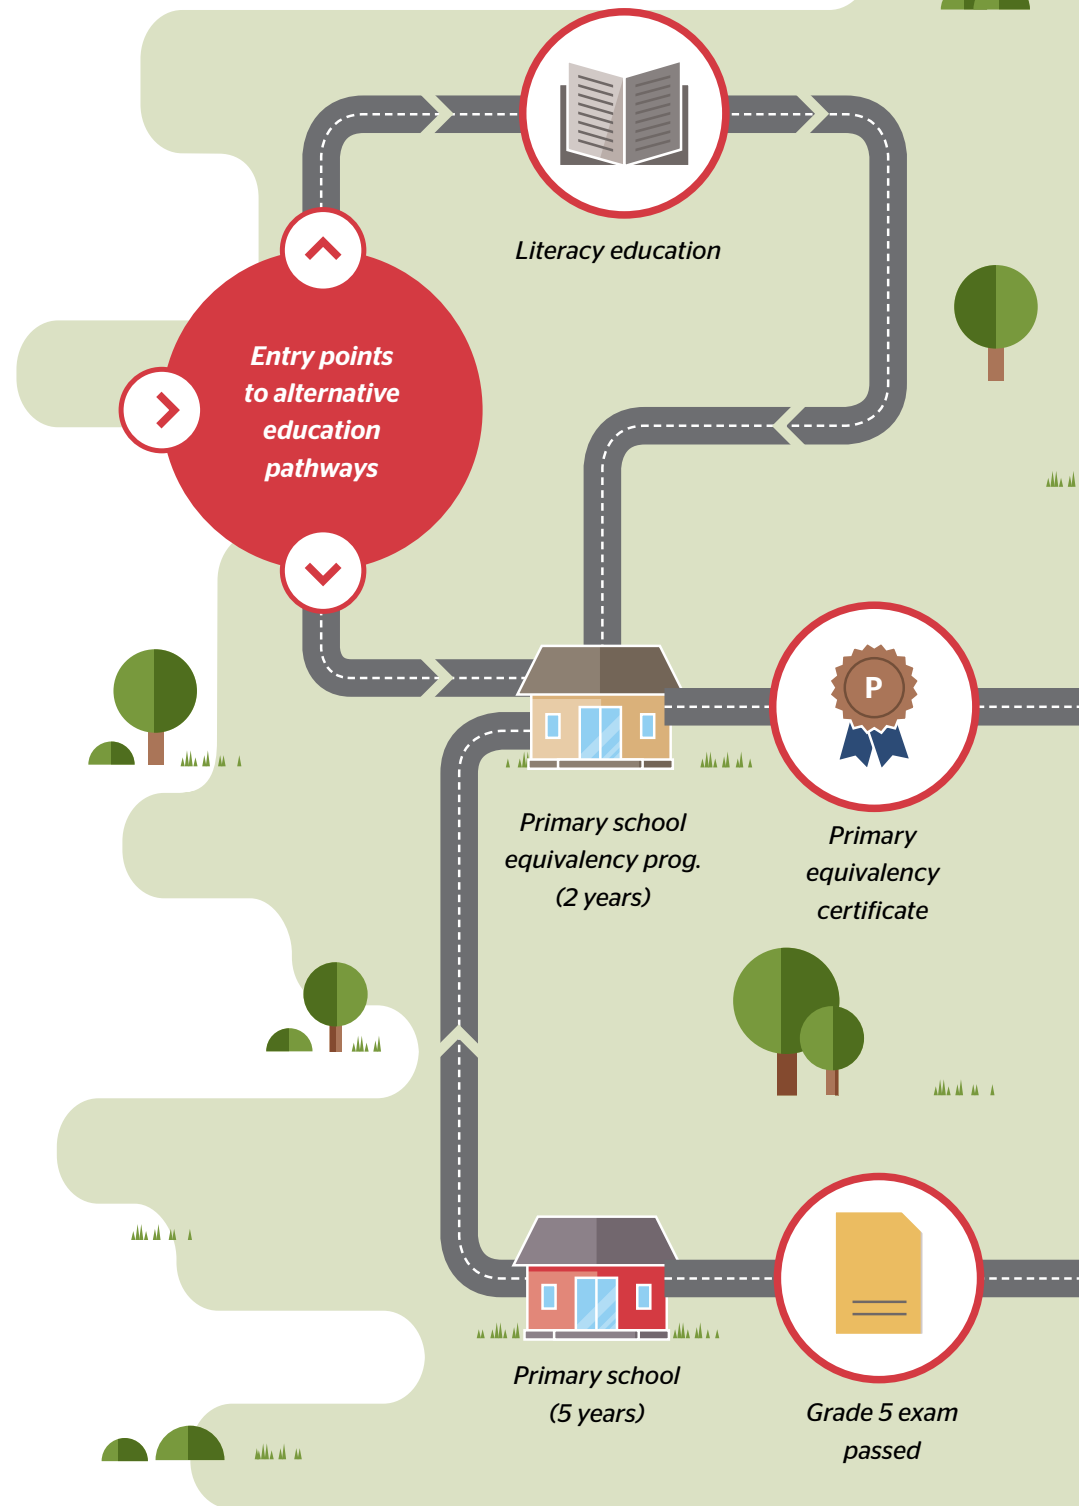 Literacy education
Entry points
to alternative
education
pathways
P
Primary school
equivalency prog.
(2 years)
Primary
equivalency
certificate
Primary school
(5 years)
Grade 5 exam
passed